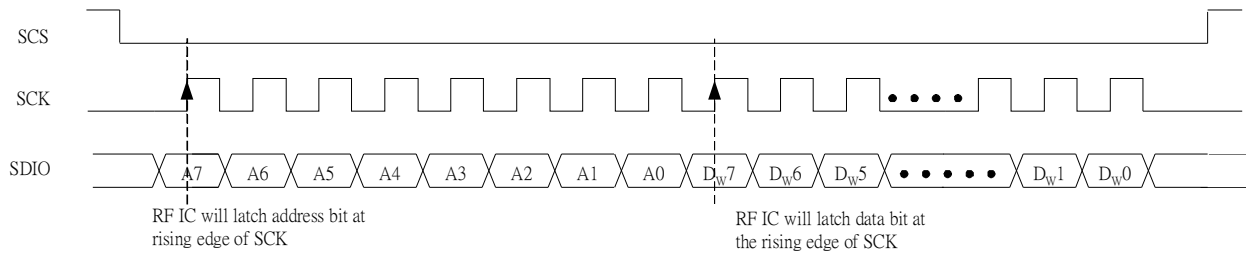 SCS
SCK
SDIO
A7 A6 A5 A4 A3 A2 A1 A0 DW7 DW6 DW5 DW1 DW0
RF IC will latch address bit at
rising edge of SCK
RF IC will latch data bit at
the rising edge of SCK